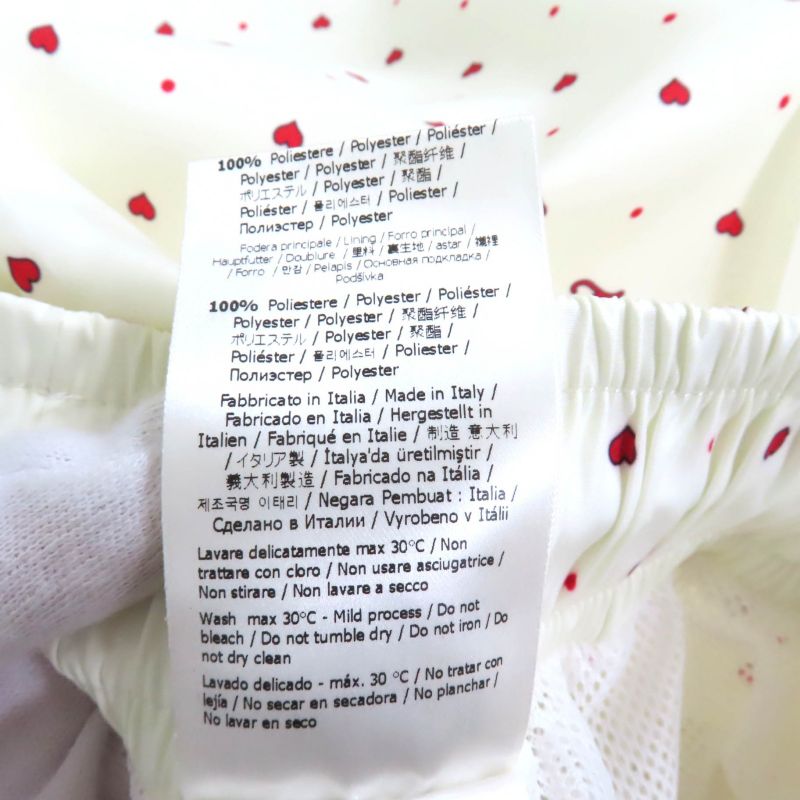 100% Poliestere / Polyester / Poliéster /
Polyester / Polyester / 聚酯纤维 /
ポリエステル / Polyester / 聚酯 /
Poliéster / 폴리에스터 / Poliester /
Полиэстер / Polyester
Fodera principale / Lining / Forro principal /
Hauptfutter / Doublure / 里料 / 裏生地 / astar / 襯裡
/ Forro / 안감 / Pelapis / Основная подкладка /
Podšívka
100% Poliestere / Polyester / Poliéster /
Polyester / Polyester / 聚酯纤维 /
ポリエステル / Polyester / 聚酯 /
Poliéster / 폴리에스터 / Poliester /
Полиэстер / Polyester
Fabbricato in Italia / Made in Italy /
Fabricado en Italia / Hergestellt in
Italien / Fabriqué en Italie / 制造 意大利
/ イタリア製 / İtalya'da üretilmiştir /
義大利製造 / Fabricado na Itália /
제조국명 이태리 / Negara Pembuat : Italia /
Сделано в Италии / Vyrobeno v Itálii
Lavare delicatamente max 30°C / Non
trattare con cloro / Non usare asciugatrice /
Non stirare / Non lavare a secco
Wash max 30°C - Mild process / Do not
bleach / Do not tumble dry / Do not iron / Do
not dry clean
Lavado delicado - máx. 30 °C / No tratar con
lejía / No secar en secadora / No planchar /
No lavar en seco